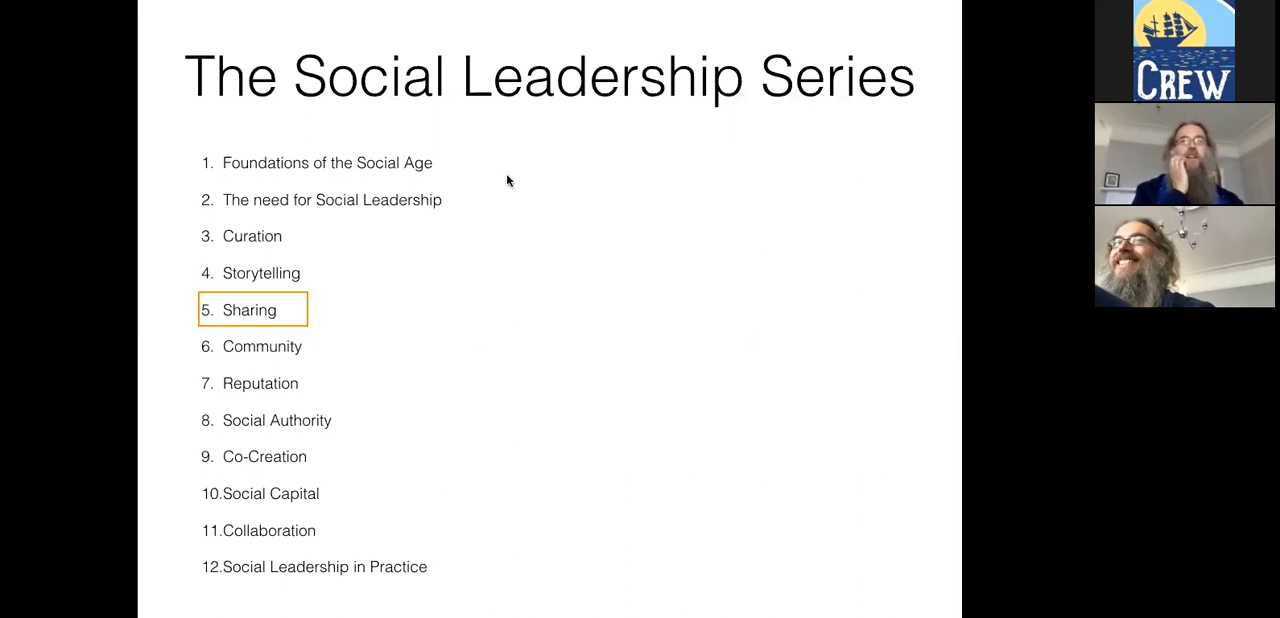 The Social Leadership Series
1. Foundations of the Social Age
2. The need for Social Leadership
3. Curation
4. Storytelling
5. Sharing
6. Community
7. Reputation
8. Social Authority
9. Co-Creation
10.Social Capital
11.Collaboration
12.Social Leadership in Practice
CREW